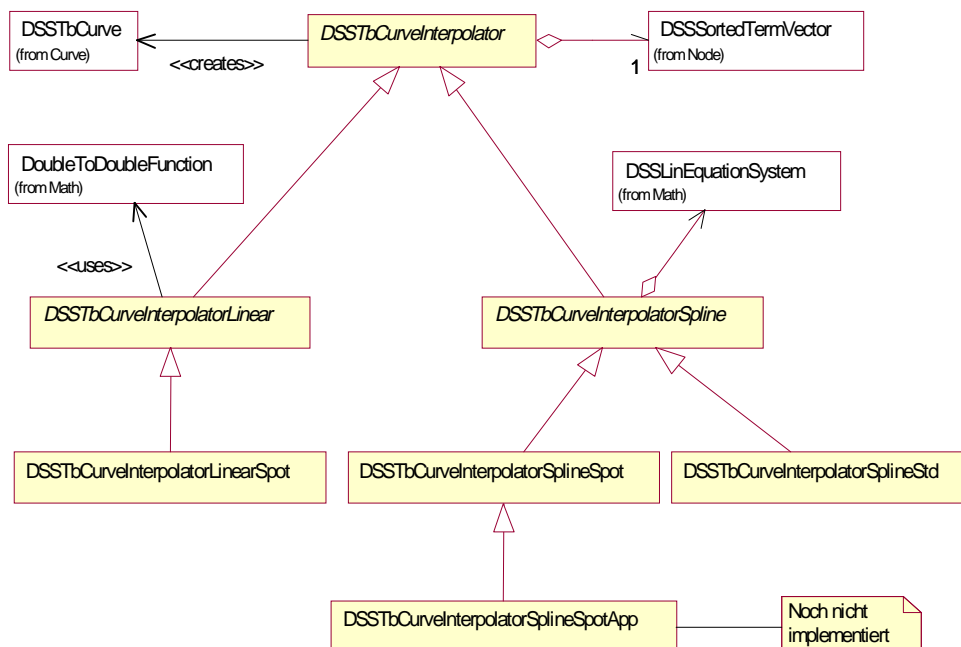 DSSTbCurve
(from Curve)
<<creates>>
DSSTbCurveInterpolator
1
DSSSortedTermVector
(from Node)
DoubleToDoubleFunction
(from Math)
DSSLinEquationSystem
(from Math)
<<uses>>
DSSTbCurveInterpolatorLinear
DSSTbCurveInterpolatorSpline
DSSTbCurveInterpolatorLinearSpot
DSSTbCurveInterpolatorSplineSpot
DSSTbCurveInterpolatorSplineStd
DSSTbCurveInterpolatorSplineSpotApp
Noch nicht
implementiert